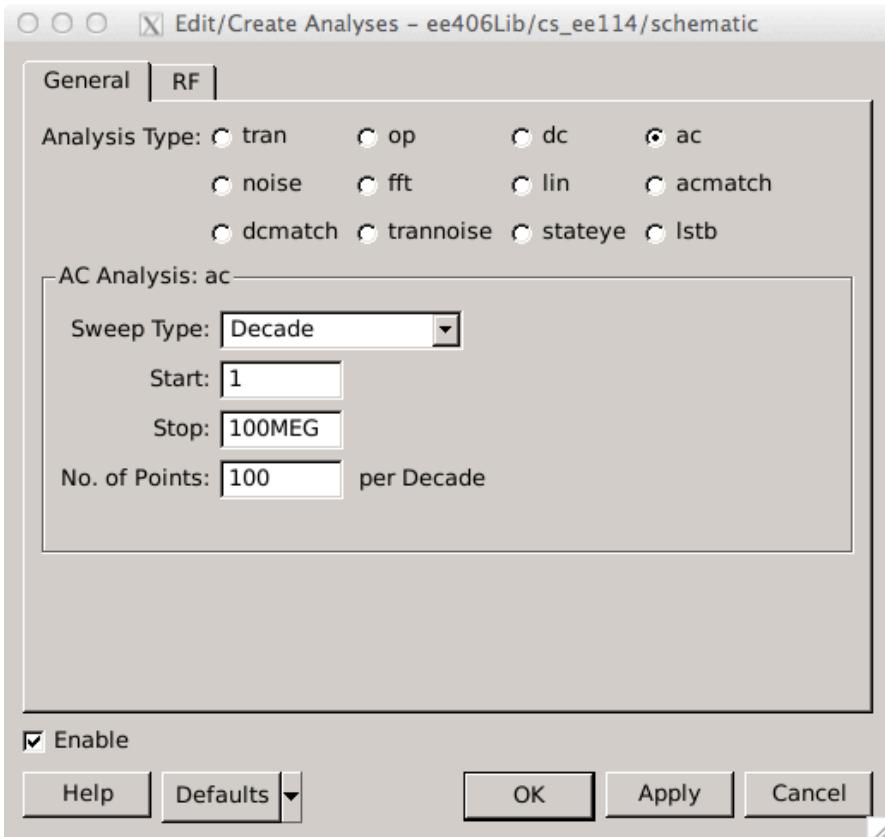 X Edit/Create Analyses – ee406Lib/cs_ee114/schematic
General RF
Analysis Type: tran op dc ac
noise fft lin acmatch
dcmatch trannoise stateye lstb
AC Analysis: ac
Sweep Type: Decade
Start: 1
Stop: 100MEG
No. of Points: 100 per Decade
Enable
Help Defaults OK Apply Cancel